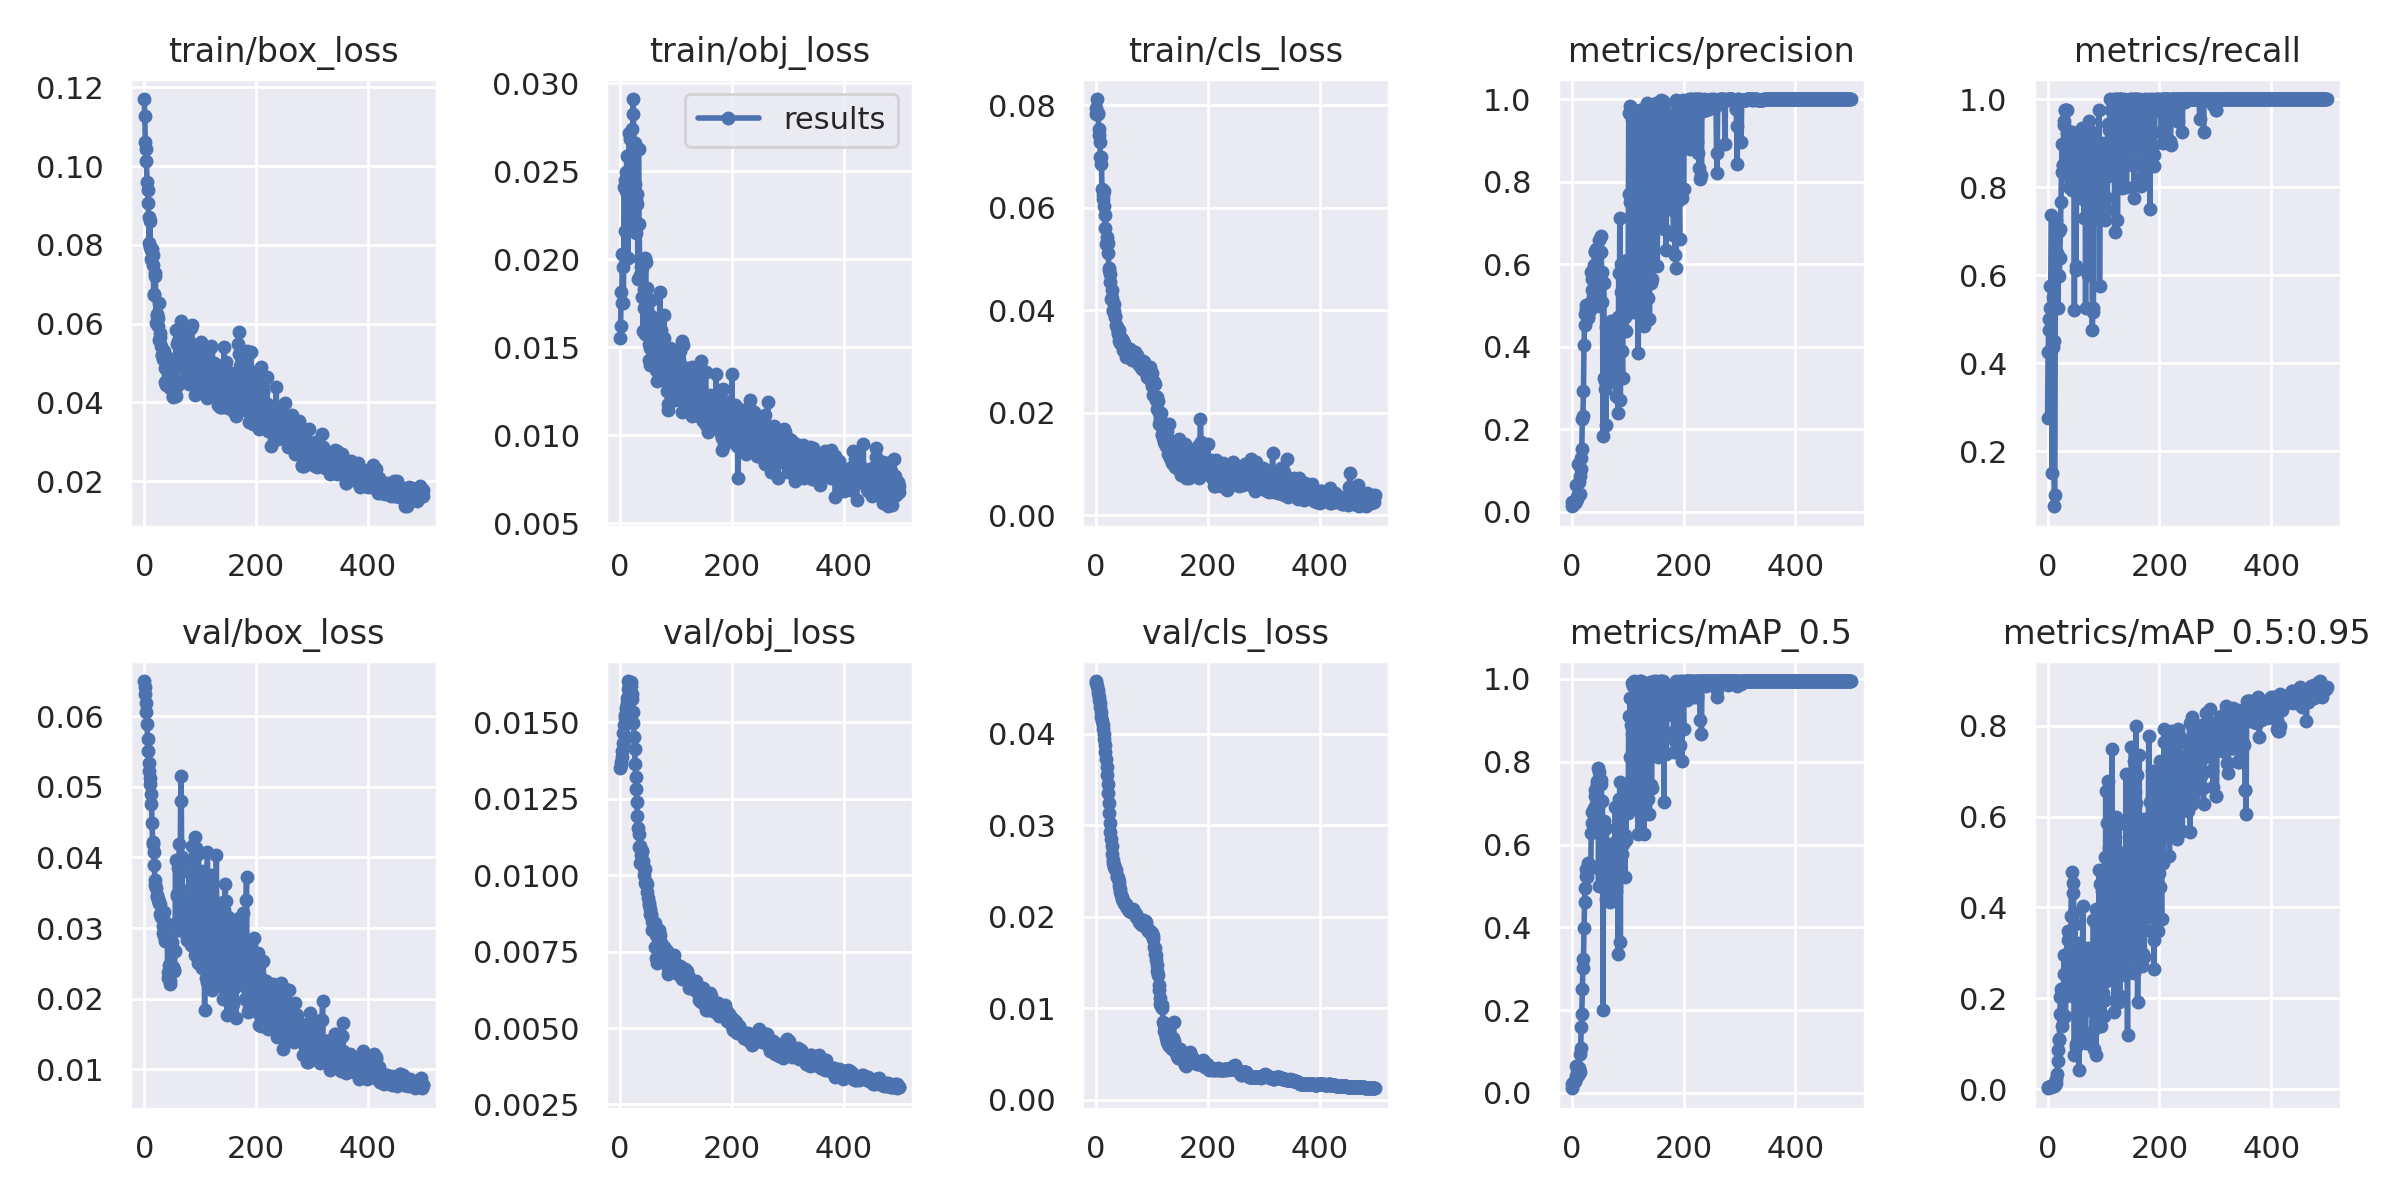 train/box_loss
0.12
0.10
0.08
0.06
0.04
0.02
0 200 400
train/obj_loss
results
0.030
0.025
0.020
0.015
0.010
0.005
0 200 400
train/cls_loss
0.08
0.06
0.04
0.02
0.00
0 200 400
metrics/precision
1.0
0.8
0.6
0.4
0.2
0.0
0 200 400
metrics/recall
1.0
0.8
0.6
0.4
0.2
0 200 400
val/box_loss
0.06
0.05
0.04
0.03
0.02
0.01
0 200 400
val/obj_loss
0.0150
0.0125
0.0100
0.0075
0.0050
0.0025
0 200 400
val/cls_loss
0.04
0.03
0.02
0.01
0.00
0 200 400
metrics/mAP_0.5
1.0
0.8
0.6
0.4
0.2
0.0
0 200 400
metrics/mAP_0.5:0.95
0.8
0.6
0.4
0.2
0.0
0 200 400